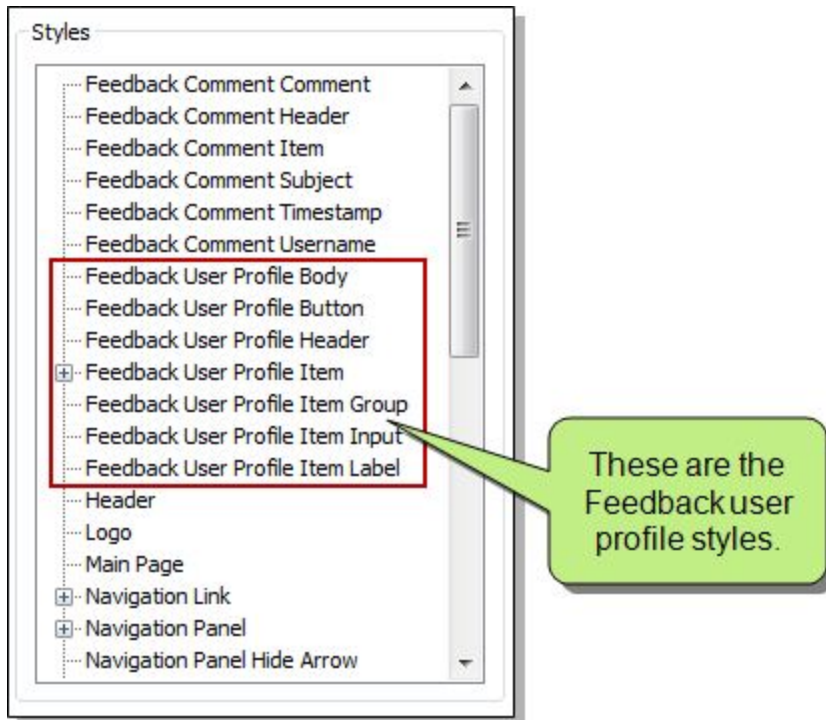 Styles
Feedback Comment Comment
Feedback Comment Header
Feedback Comment Item
Feedback Comment Subject
Feedback Comment Timestamp
Feedback Comment Username
Feedback User Profile Body
Feedback User Profile Button
Feedback User Profile Header
Feedback User Profile Item
Feedback User Profile Item Group
Feedback User Profile Item Input
Feedback User Profile Item Label
Header
Logo
Main Page
Navigation Link
Navigation Panel
Navigation Panel Hide Arrow
These are the
Feedback user
profile styles.